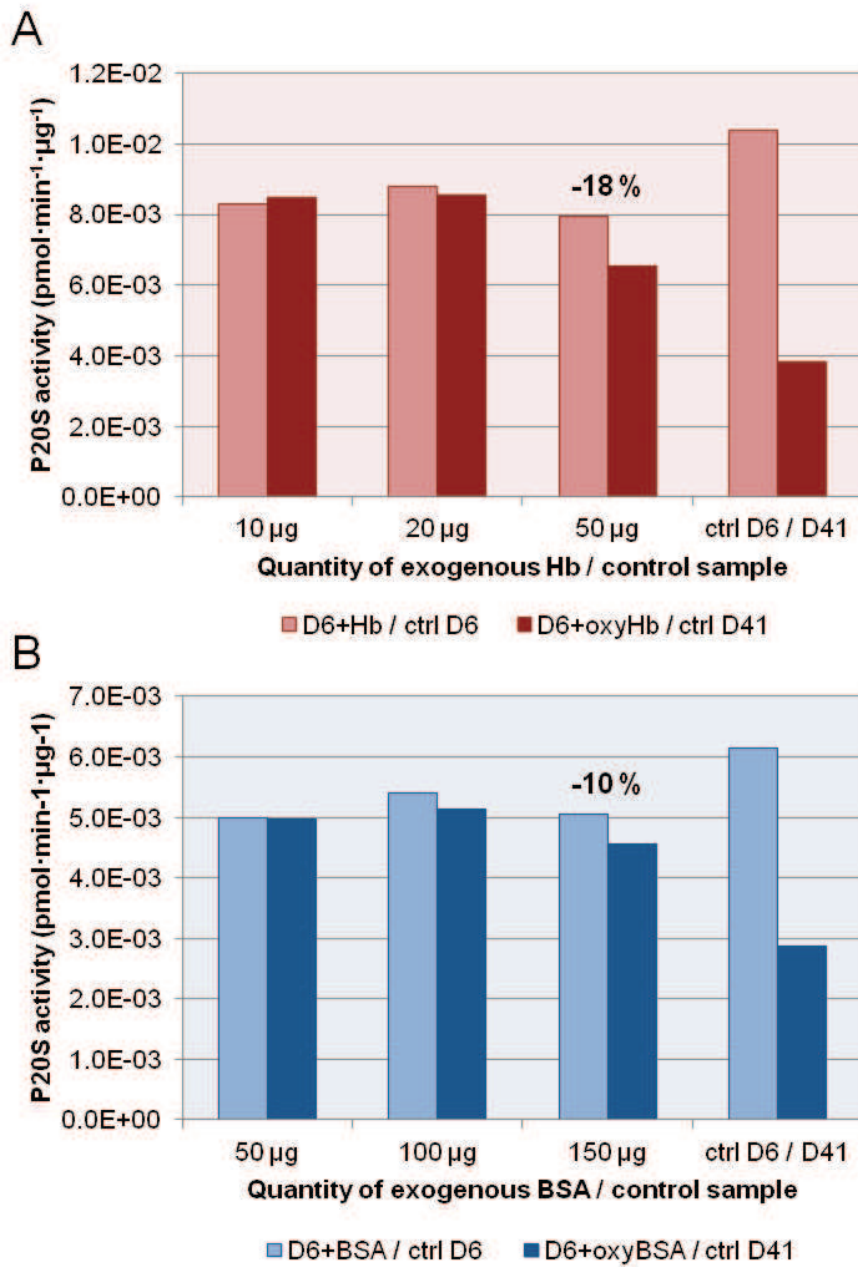 A
P20S activity (pmol·min⁻¹·µg⁻¹)
1.2E-02
1.0E-02
8.0E-03
6.0E-03
4.0E-03
2.0E-03
0.0E+00
-18 %
10 µg 20 µg 50 µg ctrl D6 / D41
Quantity of exogenous Hb / control sample
D6+Hb / ctrl D6 D6+oxyHb / ctrl D41
B
P20S activity (pmol·min-1·µg-1)
7.0E-03
6.0E-03
5.0E-03
4.0E-03
3.0E-03
2.0E-03
1.0E-03
0.0E+00
-10 %
50 µg 100 µg 150 µg ctrl D6 / D41
Quantity of exogenous BSA / control sample
D6+BSA / ctrl D6 D6+oxyBSA / ctrl D41